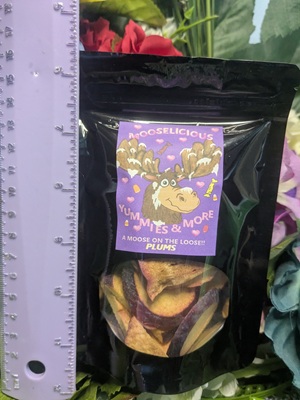 MOOSELICIOUS
YUMMIES & MORE
A MOOSE ON THE LOOSE!!
PLUMS